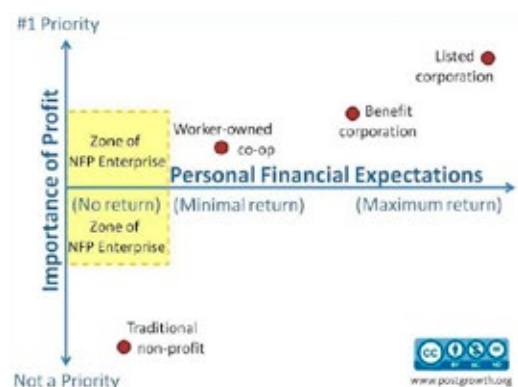 #1 Priority
Importance of Profit
Listed
corporation
Benefit
corporation
Worker-owned
co-op
Zone of
NFP Enterprise
Personal Financial Expectations
(No return)
(Minimal return)
(Maximum return)
Zone of
NFP Enterprise
Traditional
non-profit
Not a Priority
cc
www.postgrowth.org